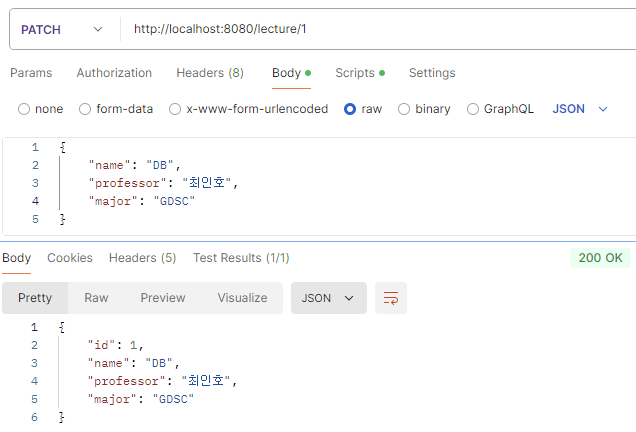 PATCH http://localhost:8080/lecture/1
Params Authorization Headers (8) Body Scripts Settings
none form-data x-www-form-urlencoded raw binary GraphQL JSON
1 {
2 "name": "DB",
3 "professor": "최인호",
4 "major": "GDSC"
5 }
Body Cookies Headers (5) Test Results (1/1) 200 OK
Pretty Raw Preview Visualize JSON
1 {
2 "id": 1,
3 "name": "DB",
4 "professor": "최인호",
5 "major": "GDSC"
6 }